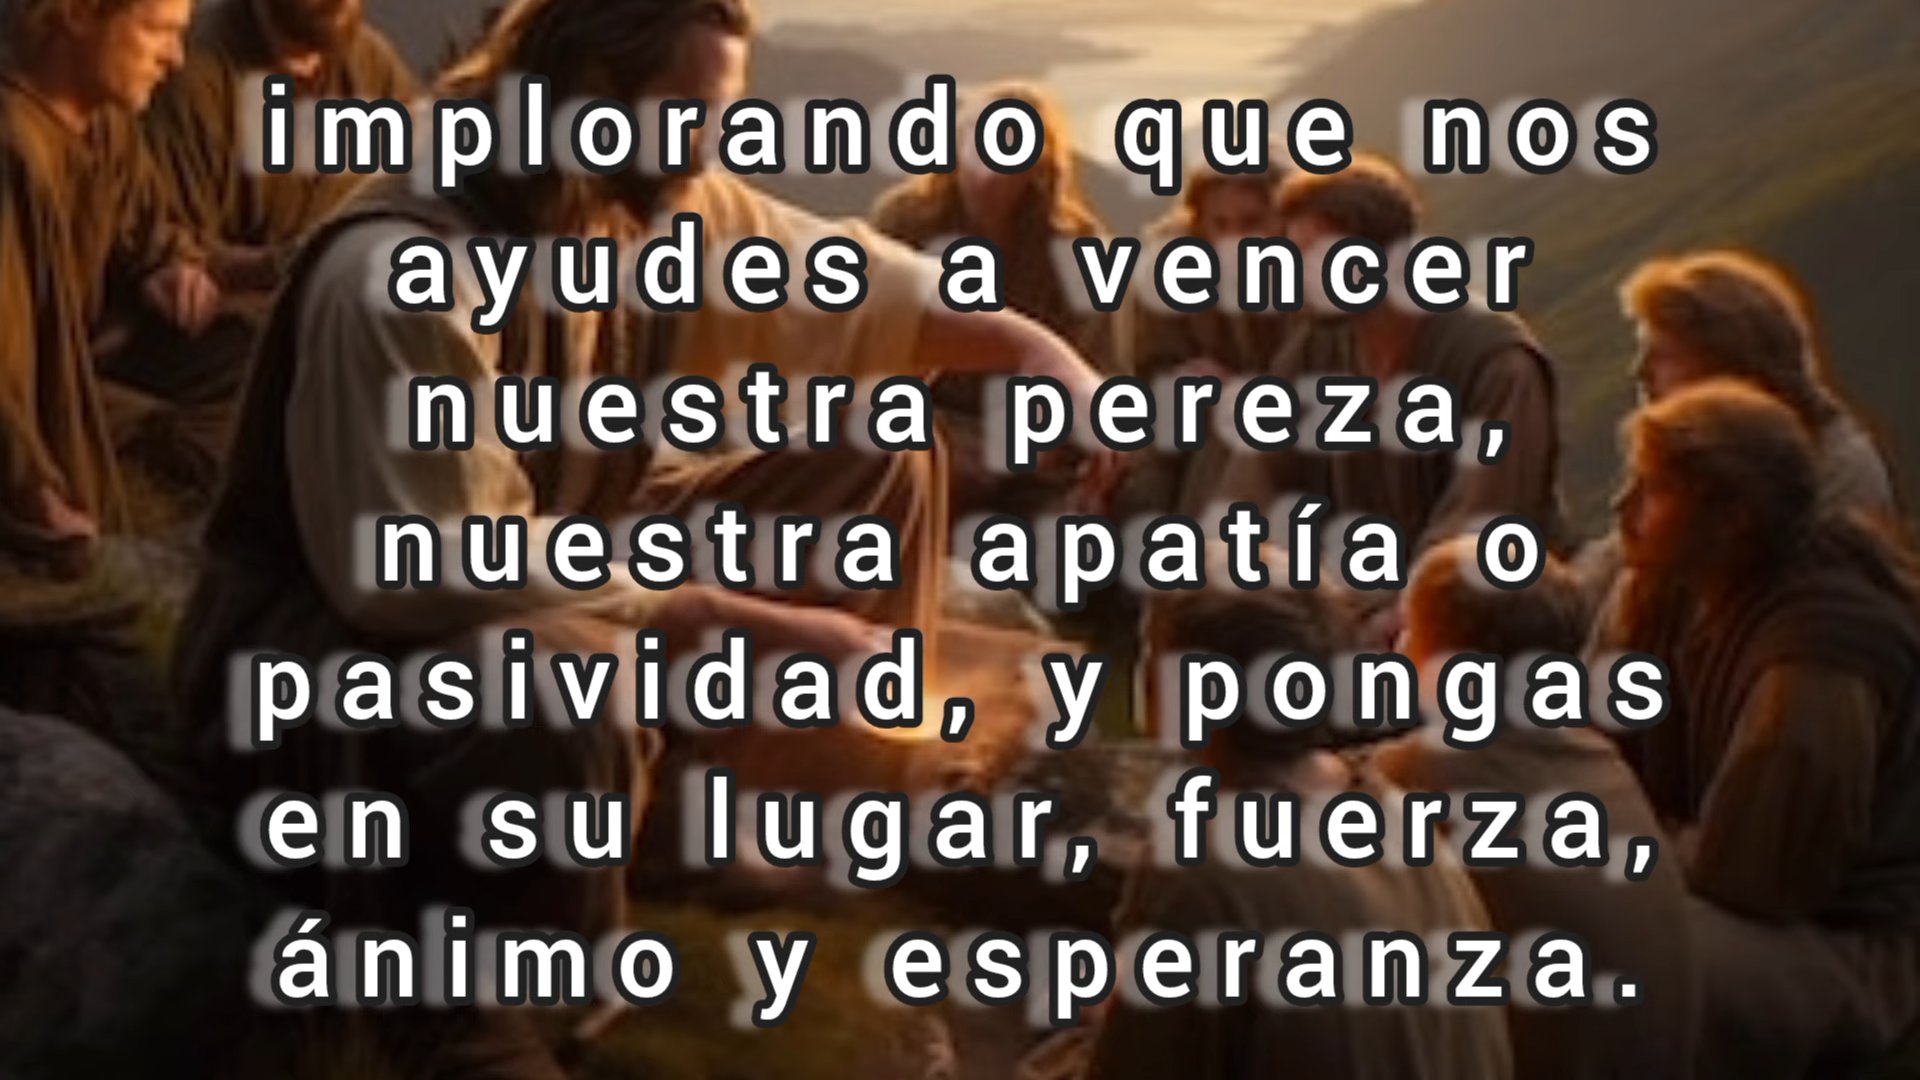 implorando que nos
ayudes a vencer
nuestra pereza,
nuestra apatía o
pasividad, y pongas
en su lugar, fuerza,
ánimo y esperanza.